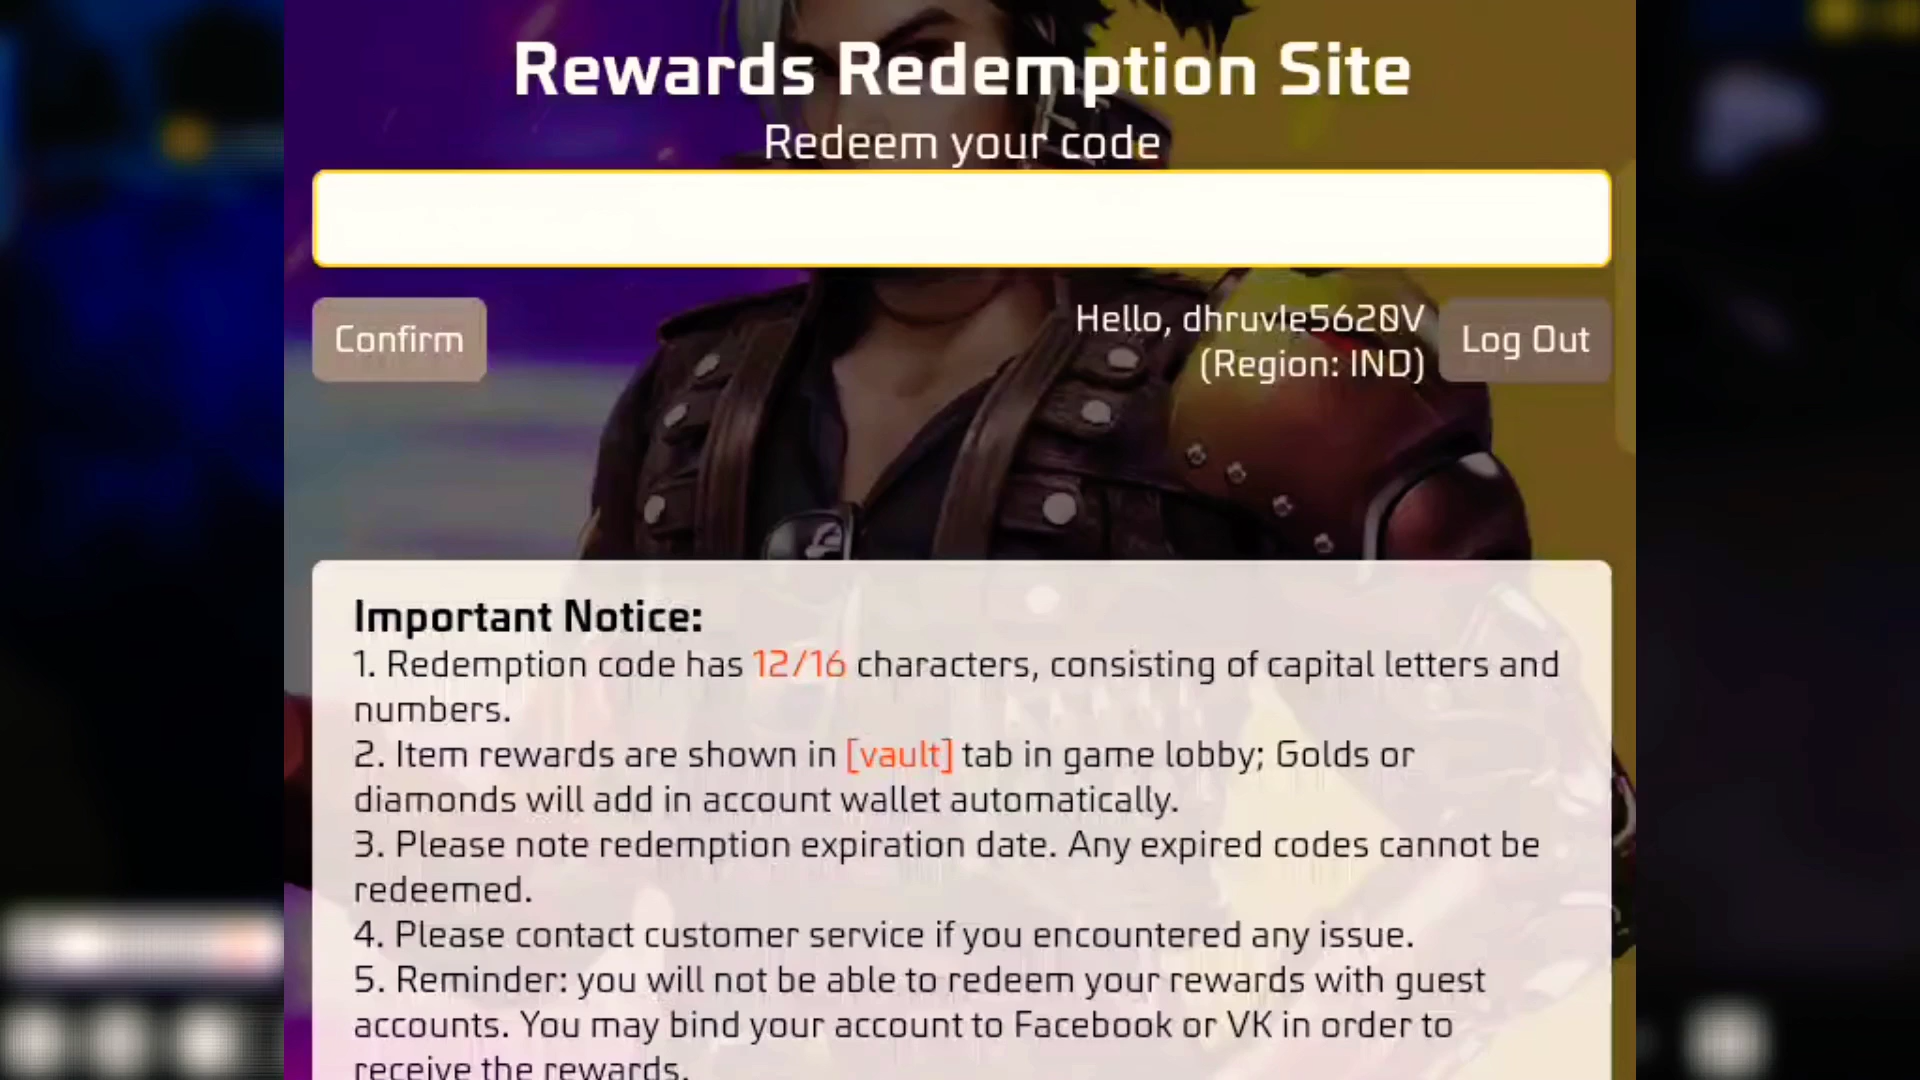 Rewards Redemption Site
Redeem your code
Confirm
Hello, dhruvle5620V
(Region: IND)
Log Out
Important Notice:
1. Redemption code has 12/16 characters, consisting of capital letters and
numbers.
2. Item rewards are shown in [vault] tab in game lobby; Golds or
diamonds will add in account wallet automatically.
3. Please note redemption expiration date. Any expired codes cannot be
redeemed.
4. Please contact customer service if you encountered any issue.
5. Reminder: you will not be able to redeem your rewards with guest
accounts. You may bind your account to Facebook or VK in order to
receive the rewards.